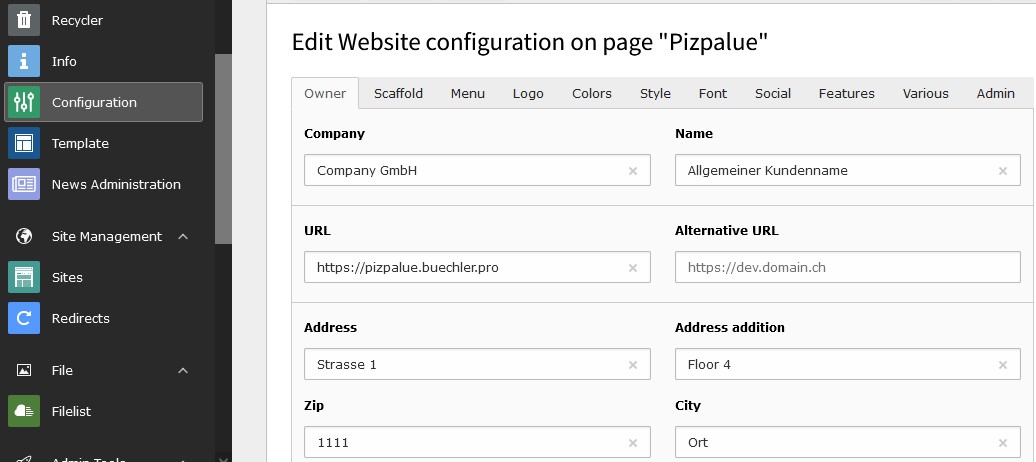 Recycler
Info
Configuration
Template
News Administration
Site Management
Sites
Redirects
File
Filelist
Admin Tools
Edit Website configuration on page "Pizpalue"
Owner Scaffold Menu Logo Colors Style Font Social Features Various Admin
Company Name
Company GmbH Allgemeiner Kundenname
URL Alternative URL
https://pizpalue.buechler.pro https://dev.domain.ch
Address Address addition
Strasse 1 Floor 4
Zip City
1111 Ort